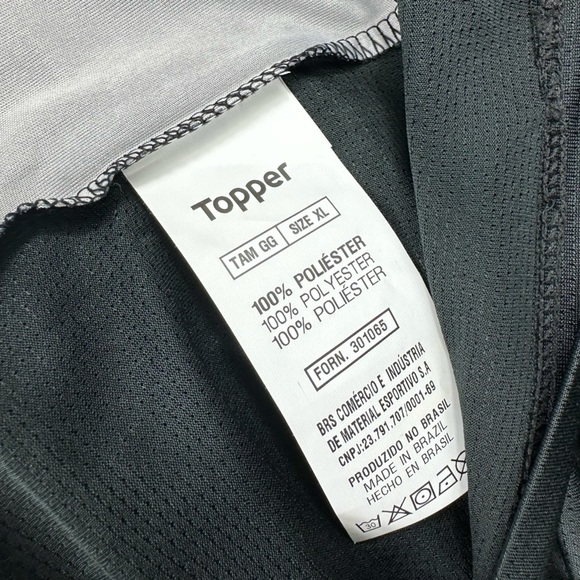 Topper
TAM GG SIZE XL
100% POLIÉSTER
100% POLYESTER
100% POLIÉSTER
FORN. 301065
BRS COMÉRCIO E INDÚSTRIA
DE MATERIAL ESPORTIVO S.A
CNPJ:23.791.707/0001-69
PRODUZIDO NO BRASIL
MADE IN BRAZIL
HECHO EN BRASIL
30